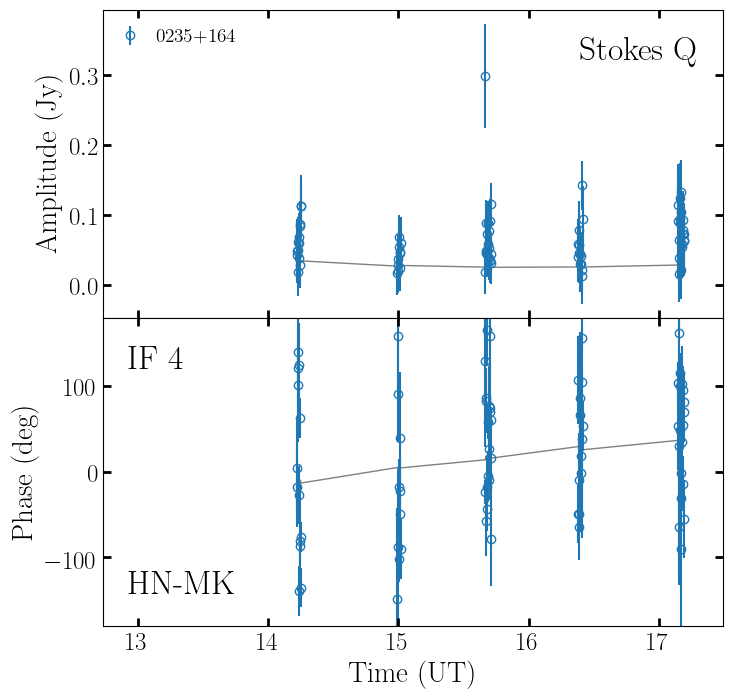 0235+164
Stokes Q
Amplitude (Jy)
0.3
0.2
0.1
0.0
IF 4
Phase (deg)
100
0
−100
HN-MK
13 14 15 16 17
Time (UT)